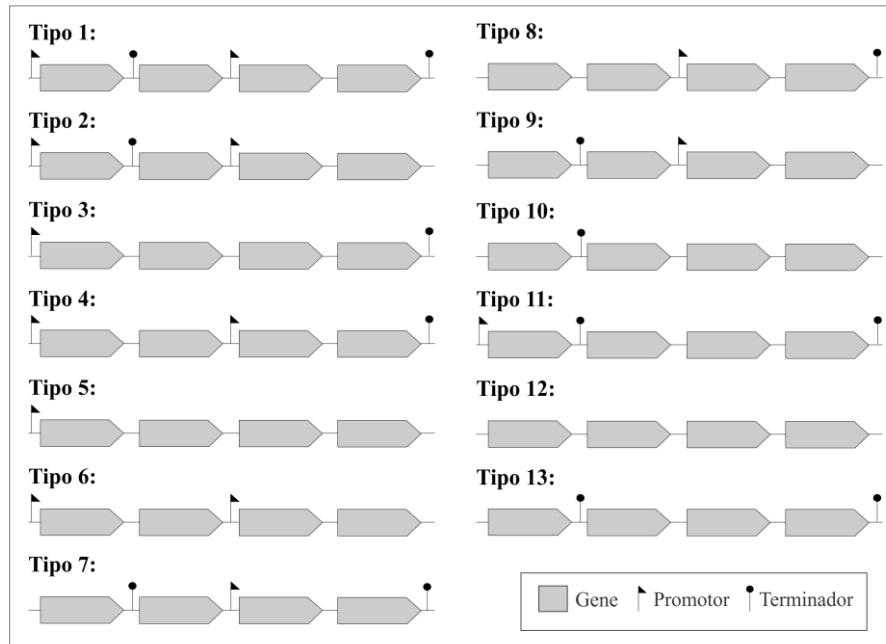 Tipo 1:
Tipo 2:
Tipo 3:
Tipo 4:
Tipo 5:
Tipo 6:
Tipo 7:
Tipo 8:
Tipo 9:
Tipo 10:
Tipo 11:
Tipo 12:
Tipo 13:
Gene Promotor Terminador